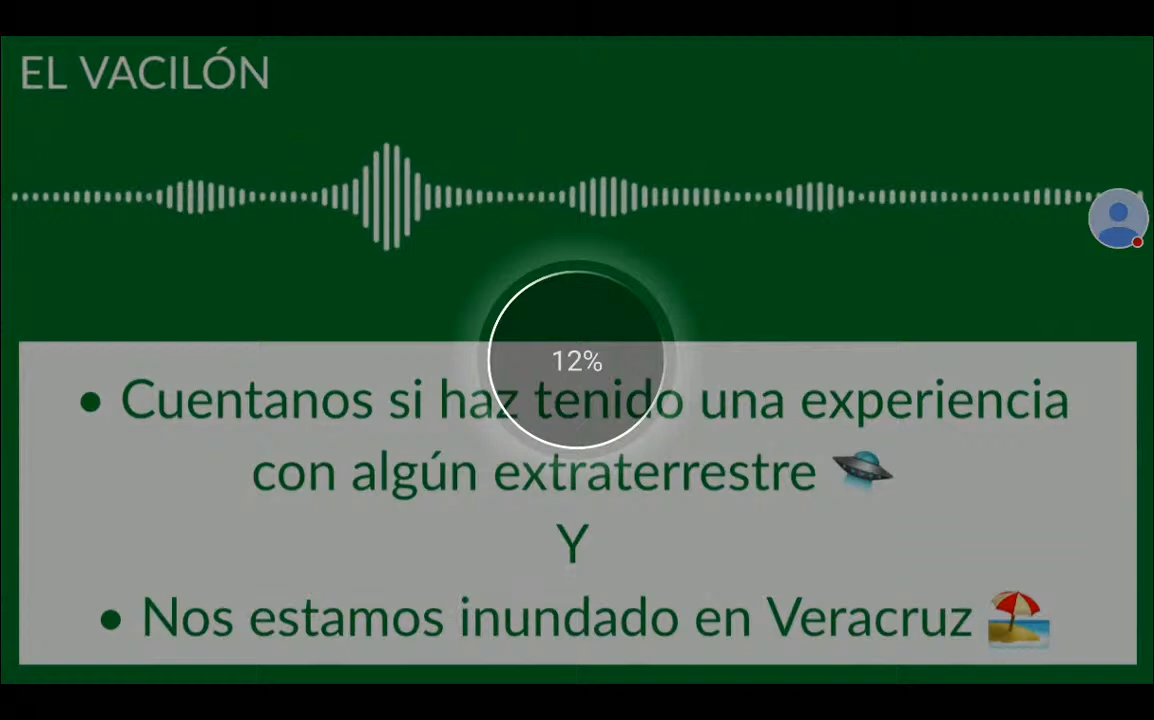 EL VACILÓN
12%
• Cuentanos si haz tenido una experiencia
con algún extraterrestre 🛸
Y
• Nos estamos inundado en Veracruz 🏖️